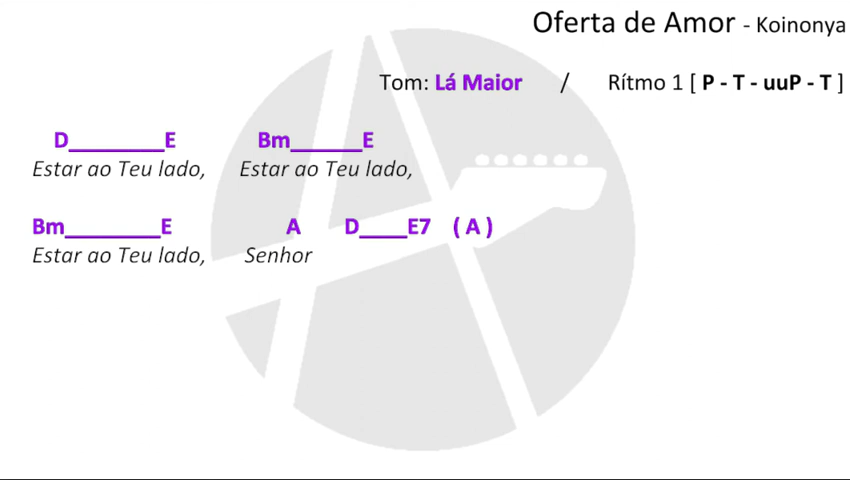 Oferta de Amor - Koinonya
Tom: Lá Maior / Rítmo 1 [ P - T - uuP - T ]
D________E Bm______E
Estar ao Teu lado, Estar ao Teu lado,
Bm________E A D____E7 ( A )
Estar ao Teu lado, Senhor